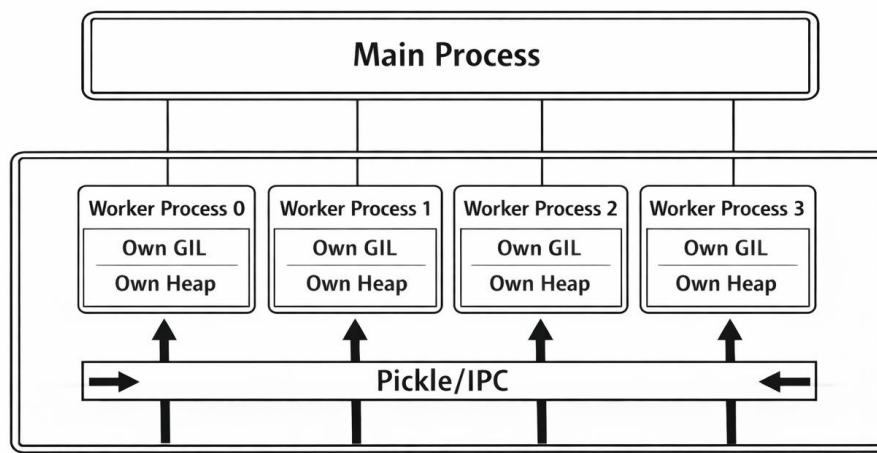 Main Process
Worker Process 0
Worker Process 1
Worker Process 2
Worker Process 3
Own GIL
Own GIL
Own GIL
Own GIL
Own Heap
Own Heap
Own Heap
Own Heap
Pickle/IPC